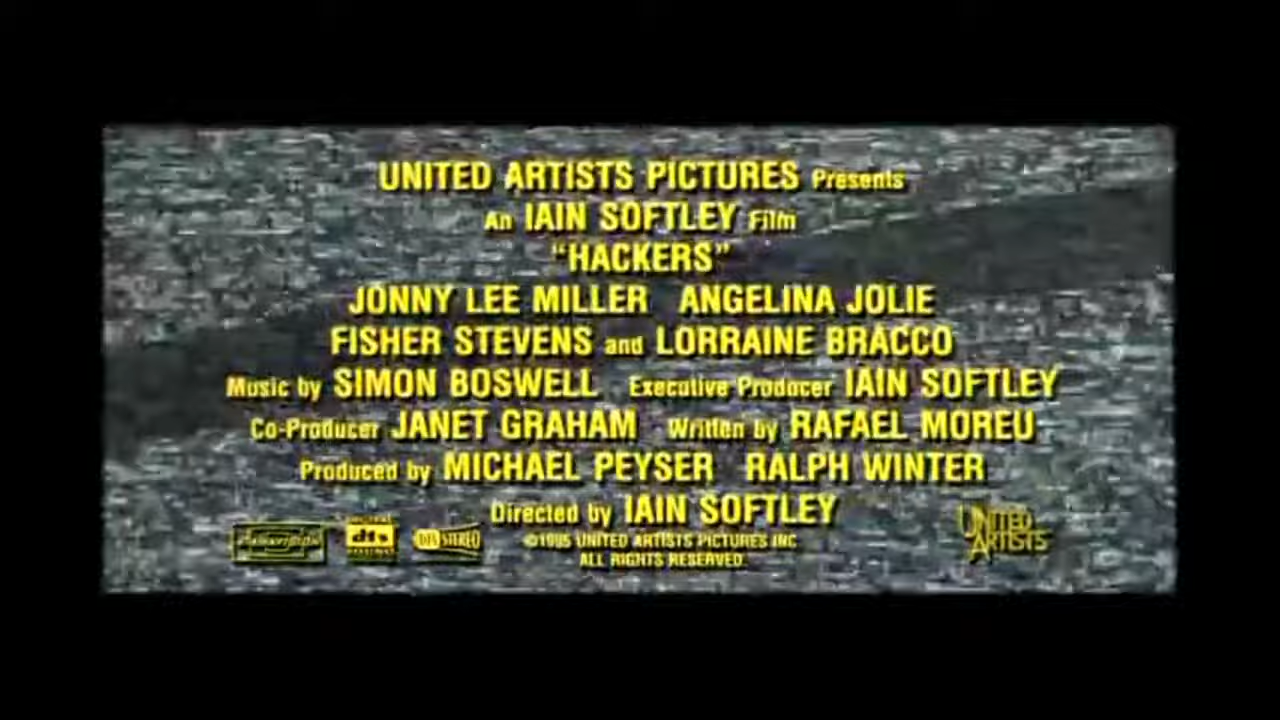 UNITED ARTISTS PICTURES Presents
An IAIN SOFTLEY Film
"HACKERS"
JONNY LEE MILLER ANGELINA JOLIE
FISHER STEVENS and LORRAINE BRACCO
Music by SIMON BOSWELL Executive Producer IAIN SOFTLEY
Co-Producer JANET GRAHAM Written by RAFAEL MOREU
Produced by MICHAEL PEYSER RALPH WINTER
Directed by IAIN SOFTLEY
©1995 UNITED ARTISTS PICTURES INC
ALL RIGHTS RESERVED.
dts
STEREO
UNITED
ARTISTS